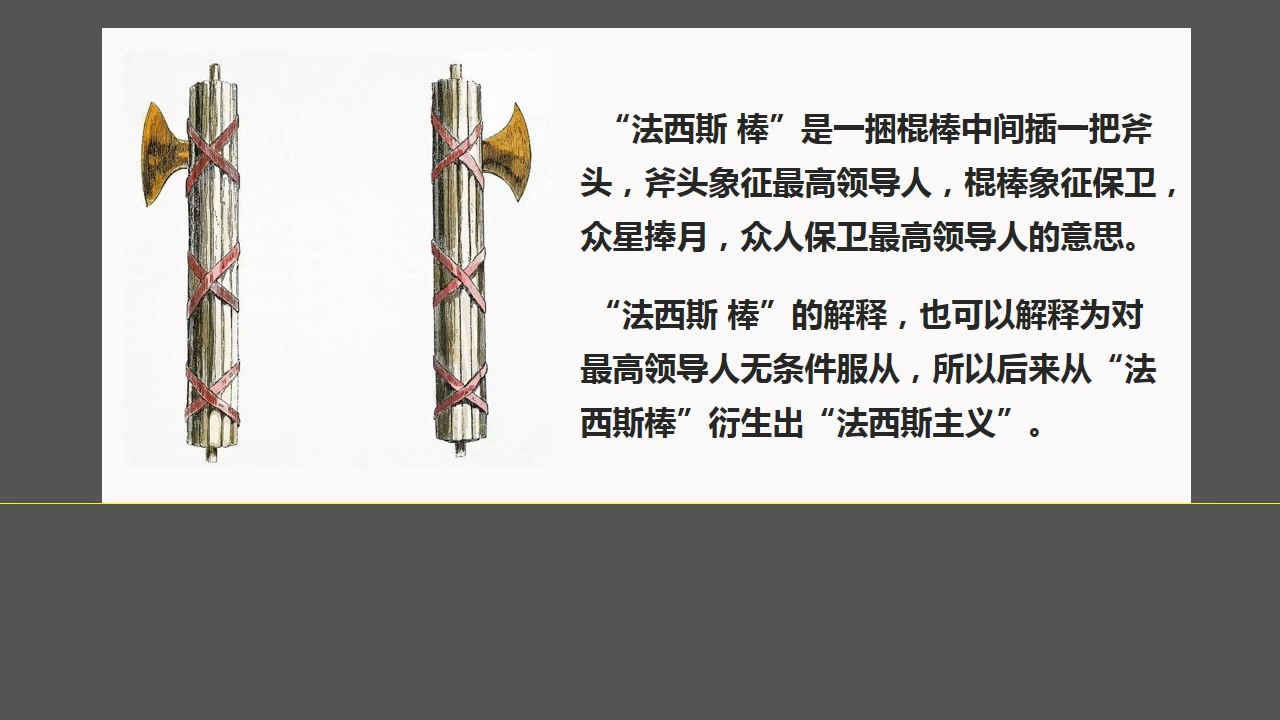 “法西斯 棒”是一捆棍棒中间插一把斧
头，斧头象征最高领导人，棍棒象征保卫，
众星捧月，众人保卫最高领导人的意思。
“法西斯 棒”的解释，也可以解释为对
最高领导人无条件服从，所以后来从“法
西斯棒”衍生出“法西斯主义”。